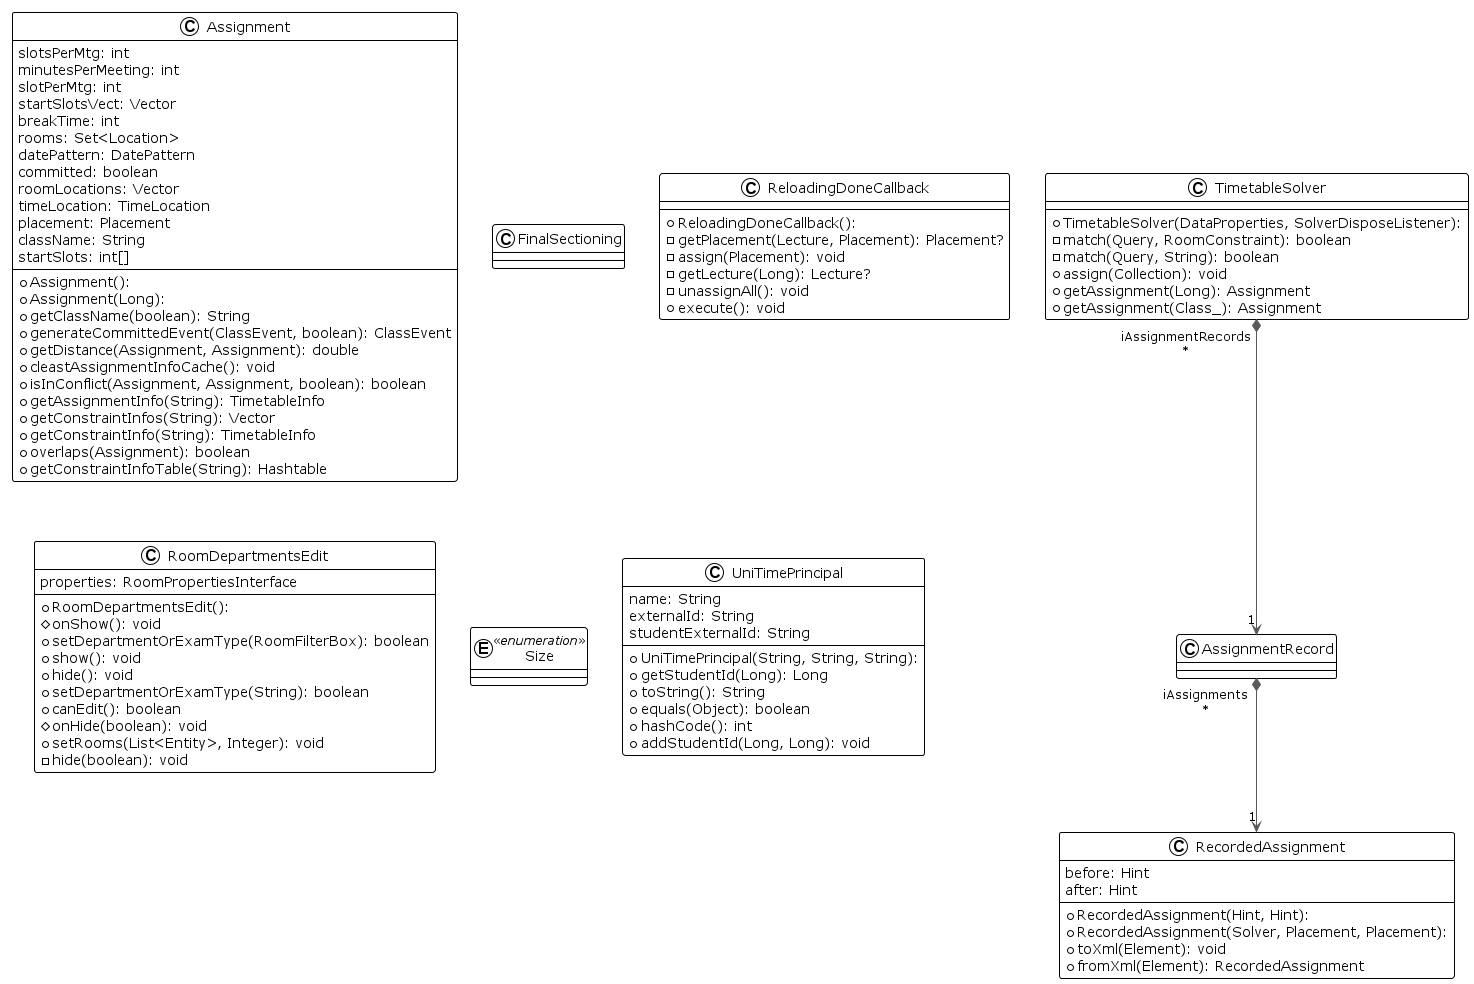 C Assignment
slotsPerMtg: int
minutesPerMeeting: int
slotPerMtg: int
startSlotsVect: Vector
breakTime: int
rooms: Set<Location>
datePattern: DatePattern
committed: boolean
roomLocations: Vector
timeLocation: TimeLocation
placement: Placement
className: String
startSlots: int[]
Assignment():
Assignment(Long):
getClassName(boolean): String
generateCommittedEvent(ClassEvent, boolean): ClassEvent
getDistance(Assignment, Assignment): double
cleastAssignmentInfoCache(): void
isInConflict(Assignment, Assignment, boolean): boolean
getAssignmentInfo(String): TimetableInfo
getConstraintInfos(String): Vector
getConstraintInfo(String): TimetableInfo
overlaps(Assignment): boolean
getConstraintInfoTable(String): Hashtable
C FinalSectioning
C ReloadingDoneCallback
ReloadingDoneCallback():
getPlacement(Lecture, Placement): Placement?
assign(Placement): void
getLecture(Long): Lecture?
unassignAll(): void
execute(): void
C TimetableSolver
TimetableSolver(DataProperties, SolverDisposeListener):
match(Query, RoomConstraint): boolean
match(Query, String): boolean
assign(Collection): void
getAssignment(Long): Assignment
getAssignment(Class_): Assignment
iAssignmentRecords
*
1
C RoomDepartmentsEdit
properties: RoomPropertiesInterface
RoomDepartmentsEdit():
onShow(): void
setDepartmentOrExamType(RoomFilterBox): boolean
show(): void
hide(): void
setDepartmentOrExamType(String): boolean
canEdit(): boolean
onHide(boolean): void
setRooms(List<Entity>, Integer): void
hide(boolean): void
E «enumeration»
Size
C UniTimePrincipal
name: String
externalId: String
studentExternalId: String
UniTimePrincipal(String, String, String):
getStudentId(Long): Long
toString(): String
equals(Object): boolean
hashCode(): int
addStudentId(Long, Long): void
C AssignmentRecord
iAssignments
*
1
C RecordedAssignment
before: Hint
after: Hint
RecordedAssignment(Hint, Hint):
RecordedAssignment(Solver, Placement, Placement):
toXml(Element): void
fromXml(Element): RecordedAssignment